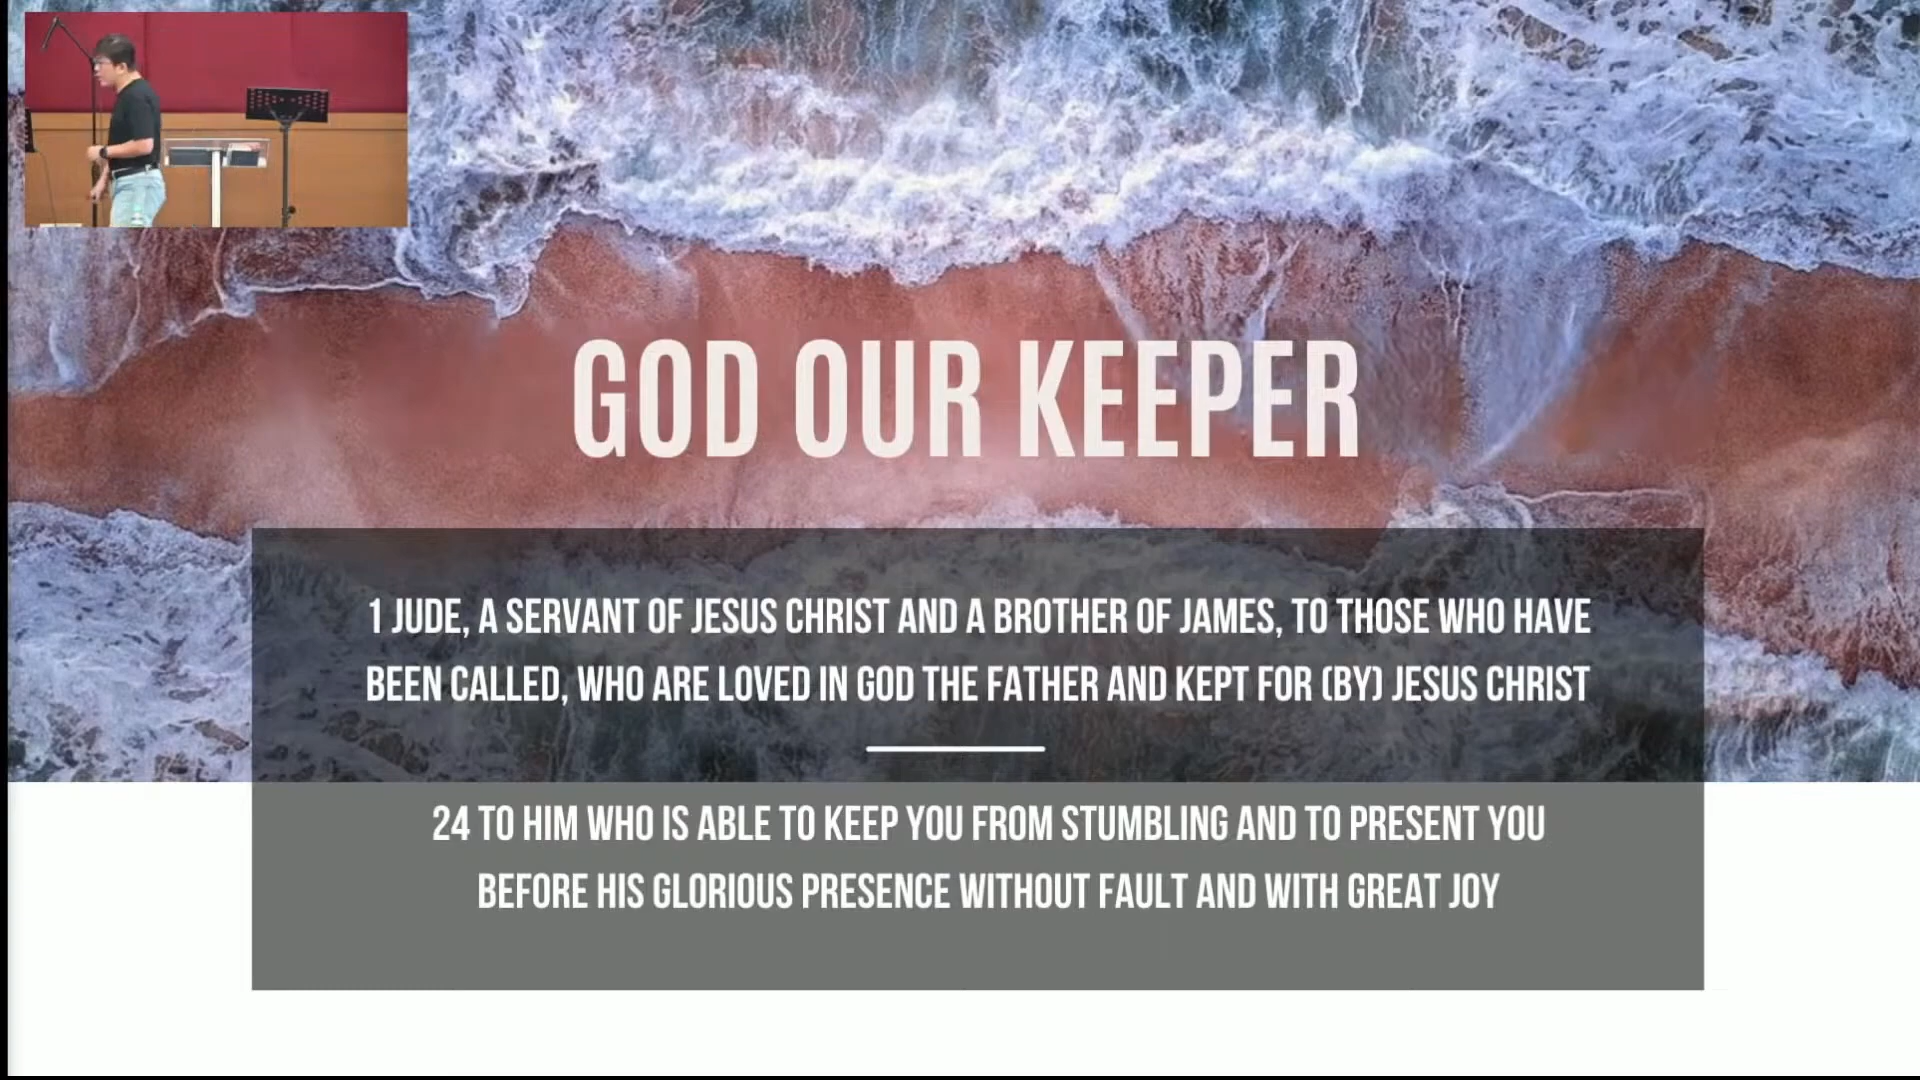 GOD OUR KEEPER
1 JUDE, A SERVANT OF JESUS CHRIST AND A BROTHER OF JAMES, TO THOSE WHO HAVE
BEEN CALLED, WHO ARE LOVED IN GOD THE FATHER AND KEPT FOR (BY) JESUS CHRIST
24 TO HIM WHO IS ABLE TO KEEP YOU FROM STUMBLING AND TO PRESENT YOU
BEFORE HIS GLORIOUS PRESENCE WITHOUT FAULT AND WITH GREAT JOY